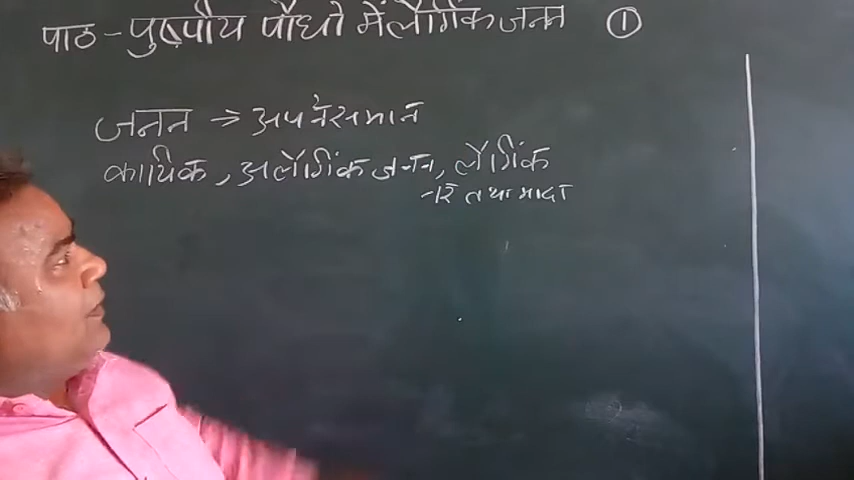 पाठ - पुष्पीय पौधो में लैंगिक जनन ①
जनन ⇒ अपने समान
कायिक, अलैंगिक जनन, लैंगिक
नर तथा मादा